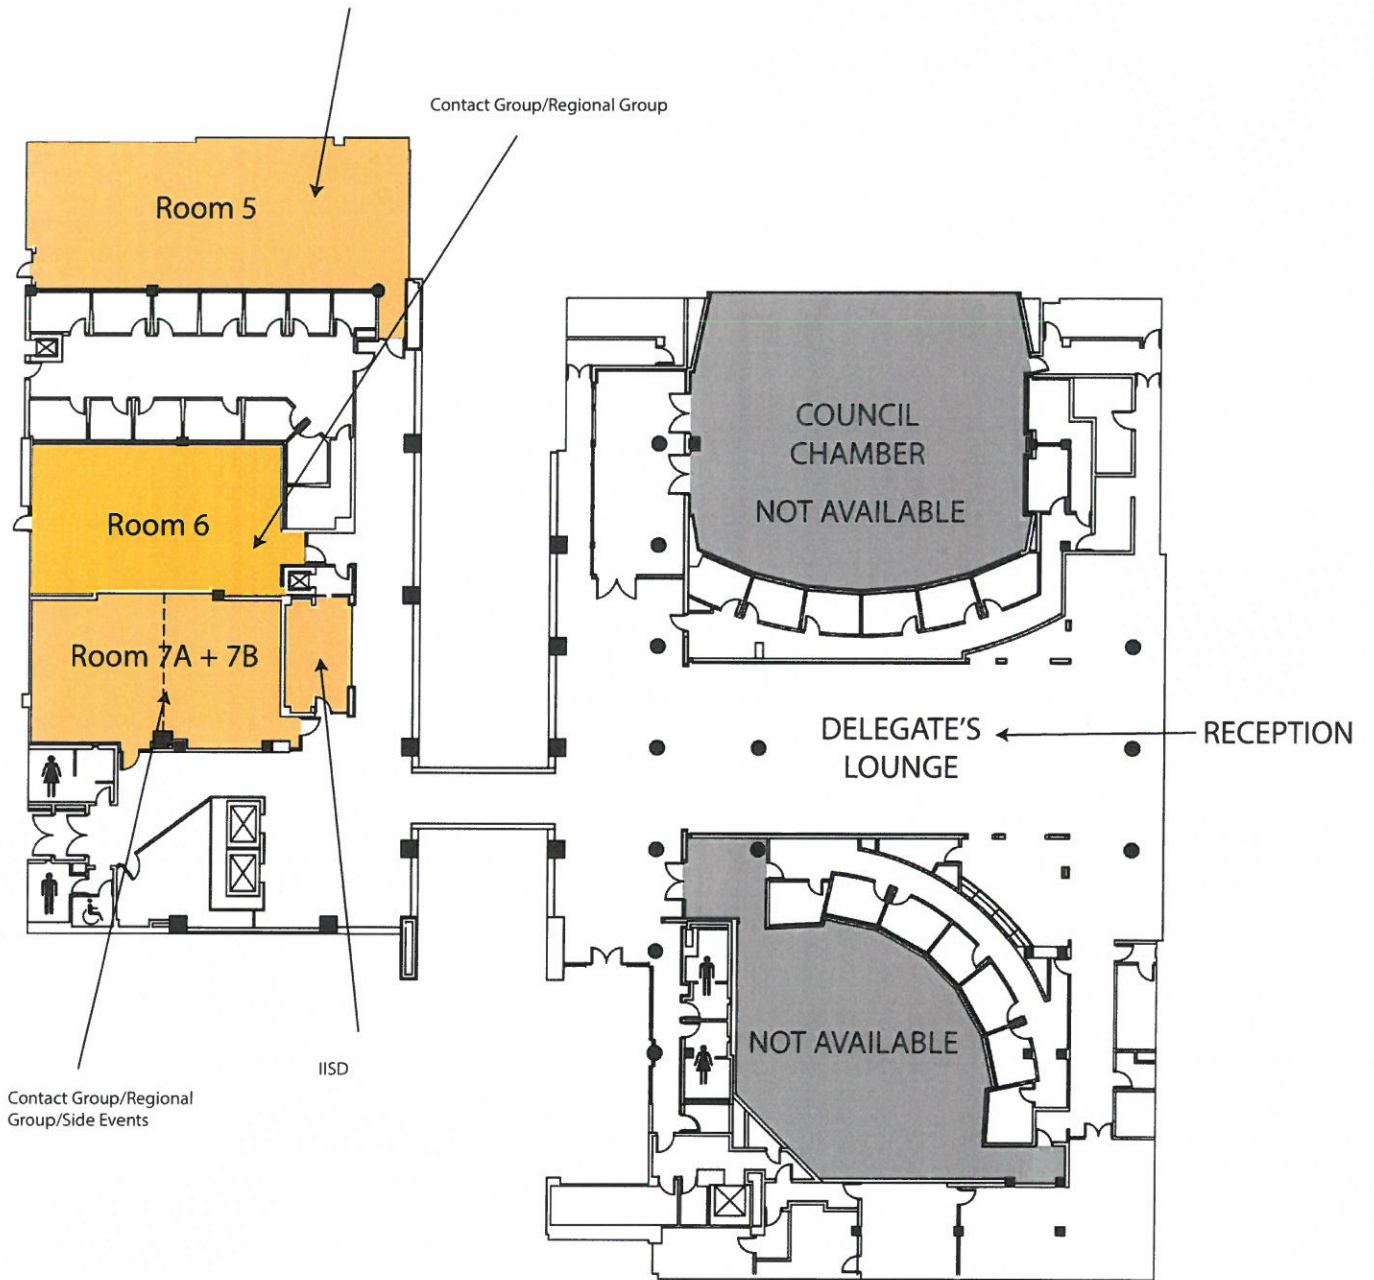 Contact Group/Regional Group
Room 5
COUNCIL
CHAMBER
NOT AVAILABLE
Room 6
Room 7A + 7B
DELEGATE'S
LOUNGE
RECEPTION
NOT AVAILABLE
IISD
Contact Group/Regional
Group/Side Events